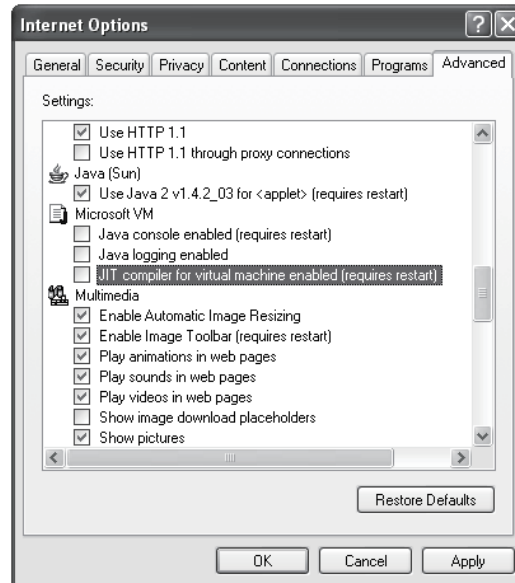 Internet Options
General Security Privacy Content Connections Programs Advanced
Settings:
Use HTTP 1.1
Use HTTP 1.1 through proxy connections
Java (Sun)
Use Java 2 v1.4.2_03 for <applet> (requires restart)
Microsoft VM
Java console enabled (requires restart)
Java logging enabled
JIT compiler for virtual machine enabled (requires restart)
Multimedia
Enable Automatic Image Resizing
Enable Image Toolbar (requires restart)
Play animations in web pages
Play sounds in web pages
Play videos in web pages
Show image download placeholders
Show pictures
Restore Defaults
OK Cancel Apply